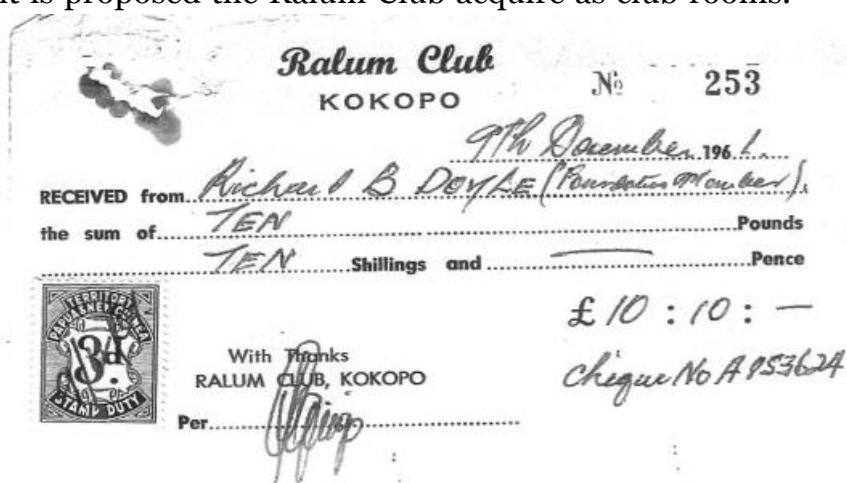 it is proposed the Ralum Club acquire as club rooms.
Ralum Club
KOKOPO
No 253
9th December 1961.
RECEIVED from Richard B DOYLE (Foundation Member).
the sum of TEN Pounds
TEN Shillings and — Pence
TERRITORY
PAPUA & NEW GUINEA
3d.
STAMP DUTY
£ 10 : 10 : —
With Thanks
RALUM CLUB, KOKOPO
Cheque No A 953624
Per